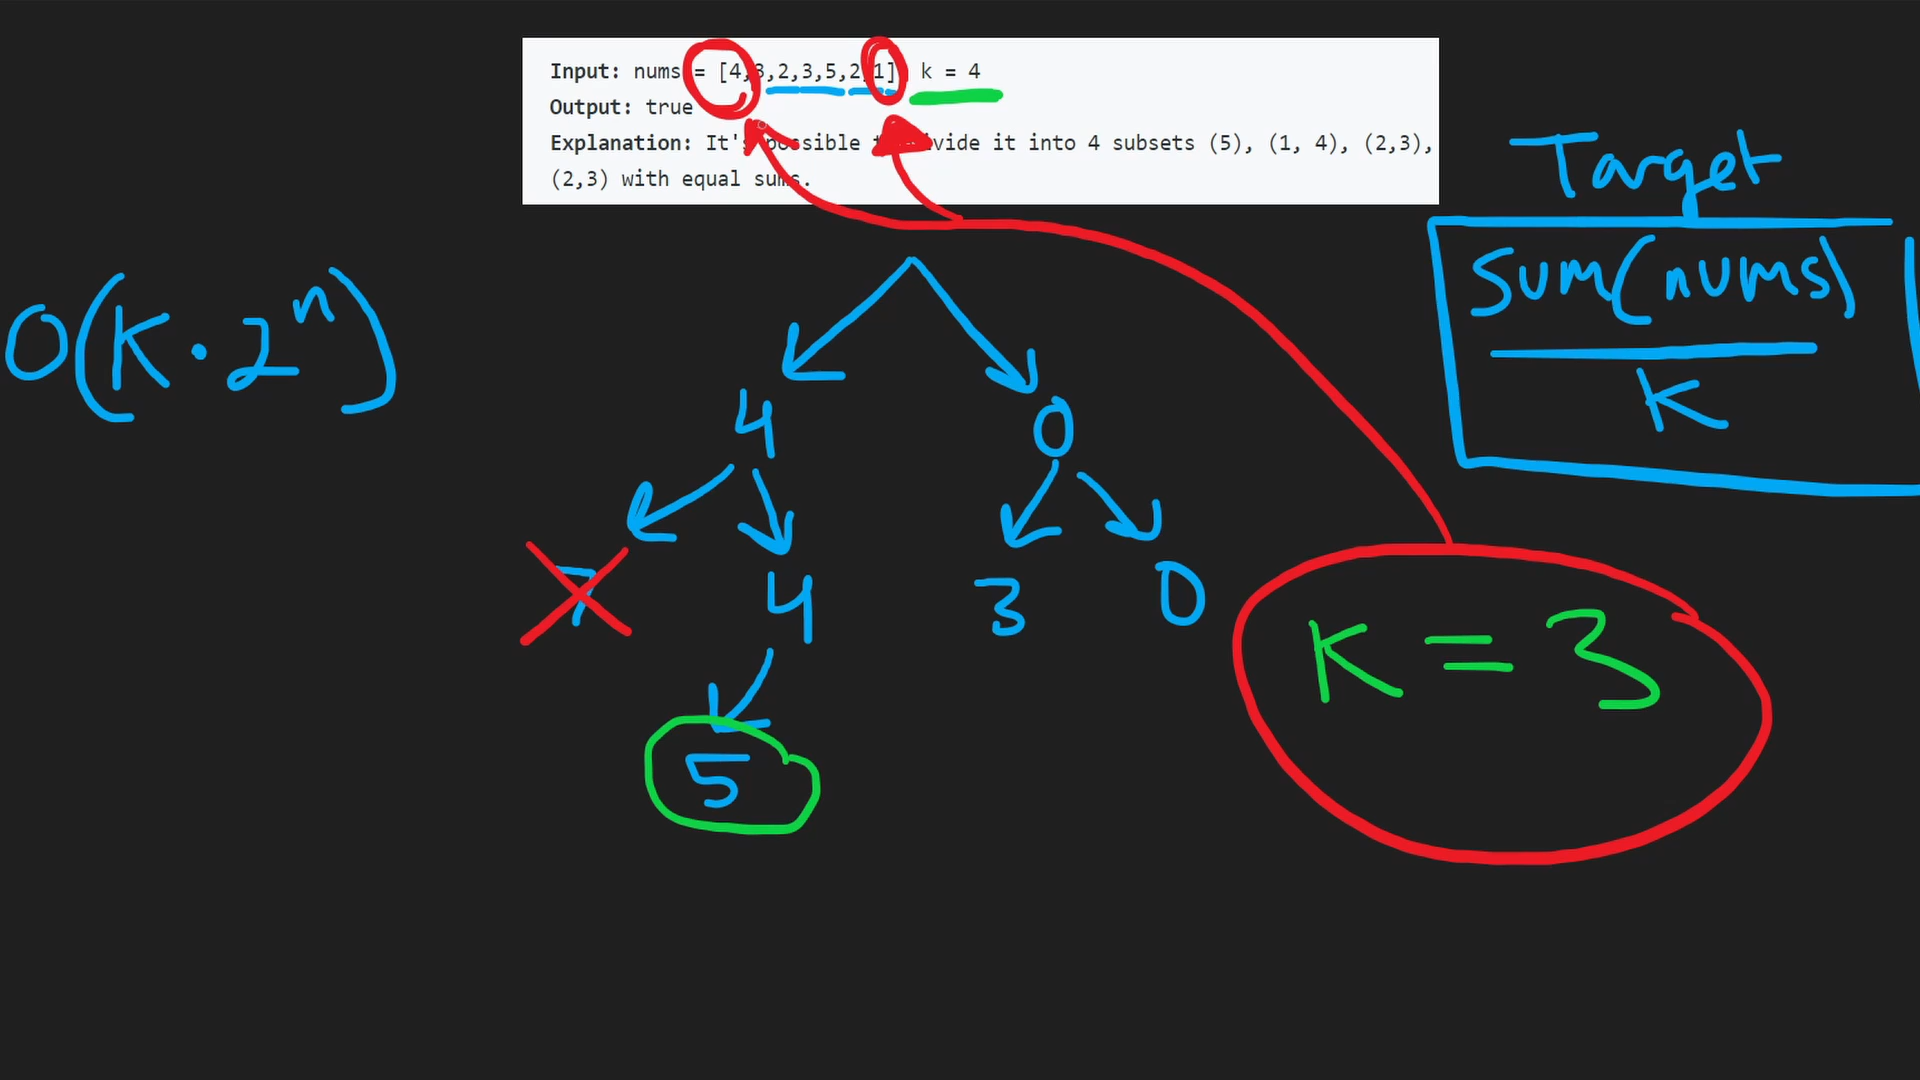 Input: nums = [4,3,2,3,5,2,1] k = 4
Output: true
Explanation: It's possible to divide it into 4 subsets (5), (1, 4), (2,3),
(2,3) with equal sums.
Target
Sum(nums)
K
O(K · 2^n)
4 0
7 4 3 0
5
K = 3